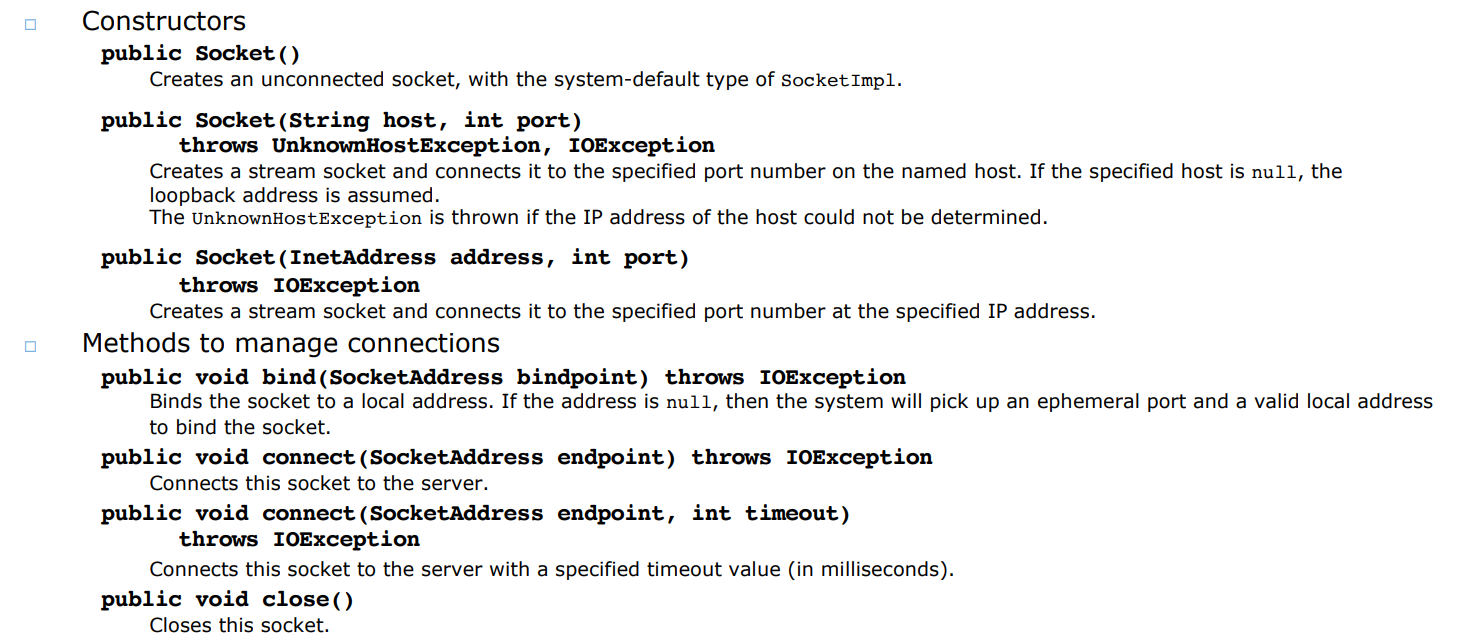 Constructors
public Socket()
Creates an unconnected socket, with the system-default type of SocketImpl.
public Socket(String host, int port)
throws UnknownHostException, IOException
Creates a stream socket and connects it to the specified port number on the named host. If the specified host is null, the
loopback address is assumed.
The UnknownHostException is thrown if the IP address of the host could not be determined.
public Socket(InetAddress address, int port)
throws IOException
Creates a stream socket and connects it to the specified port number at the specified IP address.
Methods to manage connections
public void bind(SocketAddress bindpoint) throws IOException
Binds the socket to a local address. If the address is null, then the system will pick up an ephemeral port and a valid local address
to bind the socket.
public void connect(SocketAddress endpoint) throws IOException
Connects this socket to the server.
public void connect(SocketAddress endpoint, int timeout)
throws IOException
Connects this socket to the server with a specified timeout value (in milliseconds).
public void close()
Closes this socket.